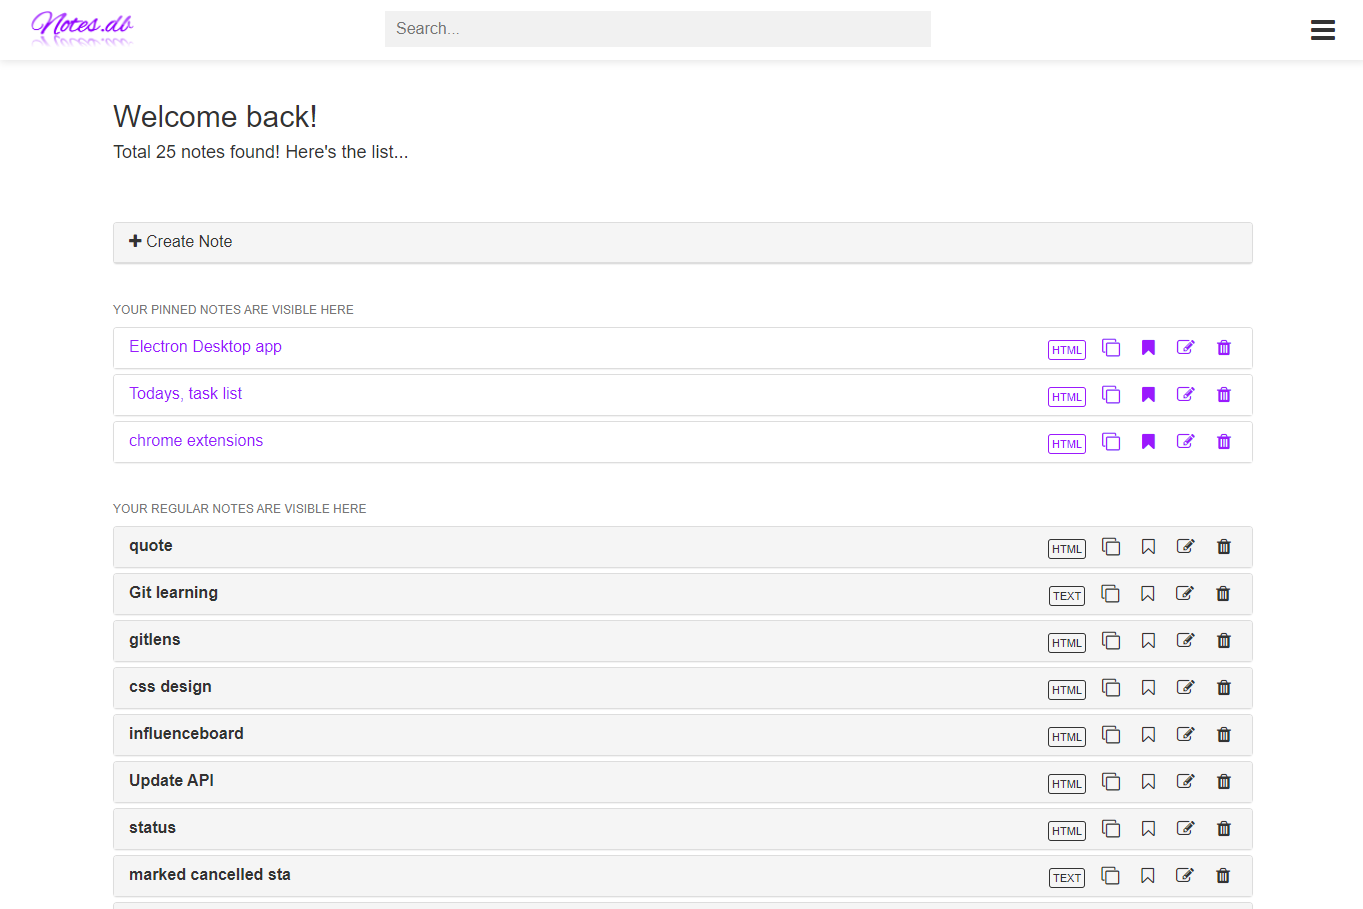 Notes.db
Search...
Welcome back!
Total 25 notes found! Here's the list...
Create Note
YOUR PINNED NOTES ARE VISIBLE HERE
Electron Desktop app HTML
Todays, task list HTML
chrome extensions HTML
YOUR REGULAR NOTES ARE VISIBLE HERE
quote HTML
Git learning TEXT
gitlens HTML
css design HTML
influenceboard HTML
Update API HTML
status HTML
marked cancelled sta TEXT